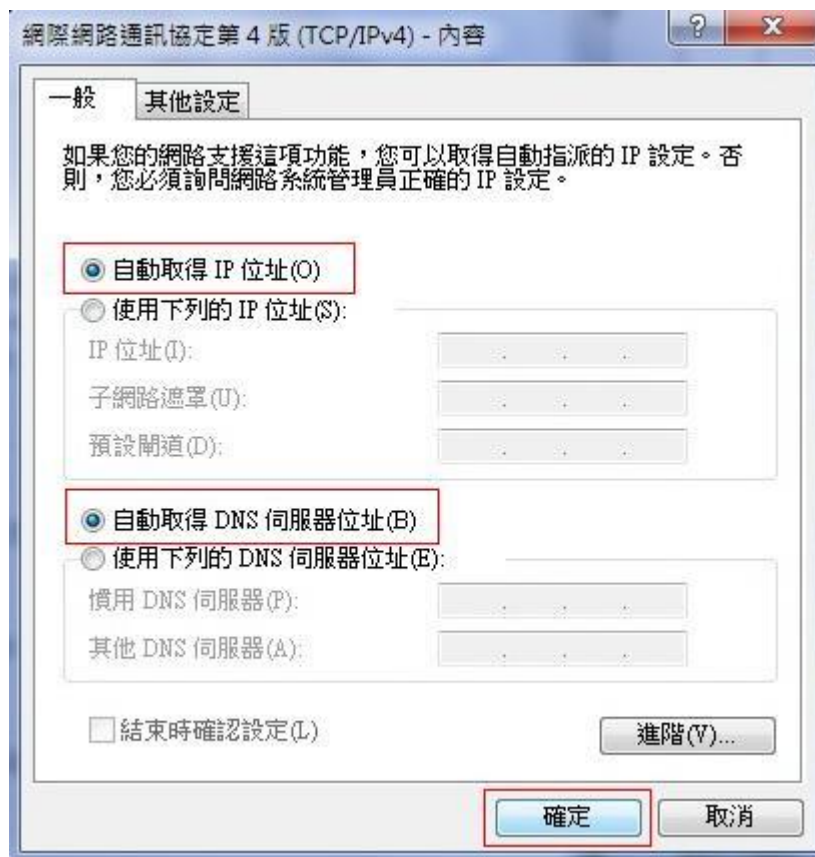 網際網路通訊協定第 4 版 (TCP/IPv4) - 內容
一般
其他設定
如果您的網路支援這項功能，您可以取得自動指派的 IP 設定。否
則，您必須詢問網路系統管理員正確的 IP 設定。
自動取得 IP 位址(O)
使用下列的 IP 位址(S):
IP 位址(I):
子網路遮罩(U):
預設閘道(D):
自動取得 DNS 伺服器位址(B)
使用下列的 DNS 伺服器位址(E):
慣用 DNS 伺服器(P):
其他 DNS 伺服器(A):
結束時確認設定(L)
進階(V)...
確定
取消